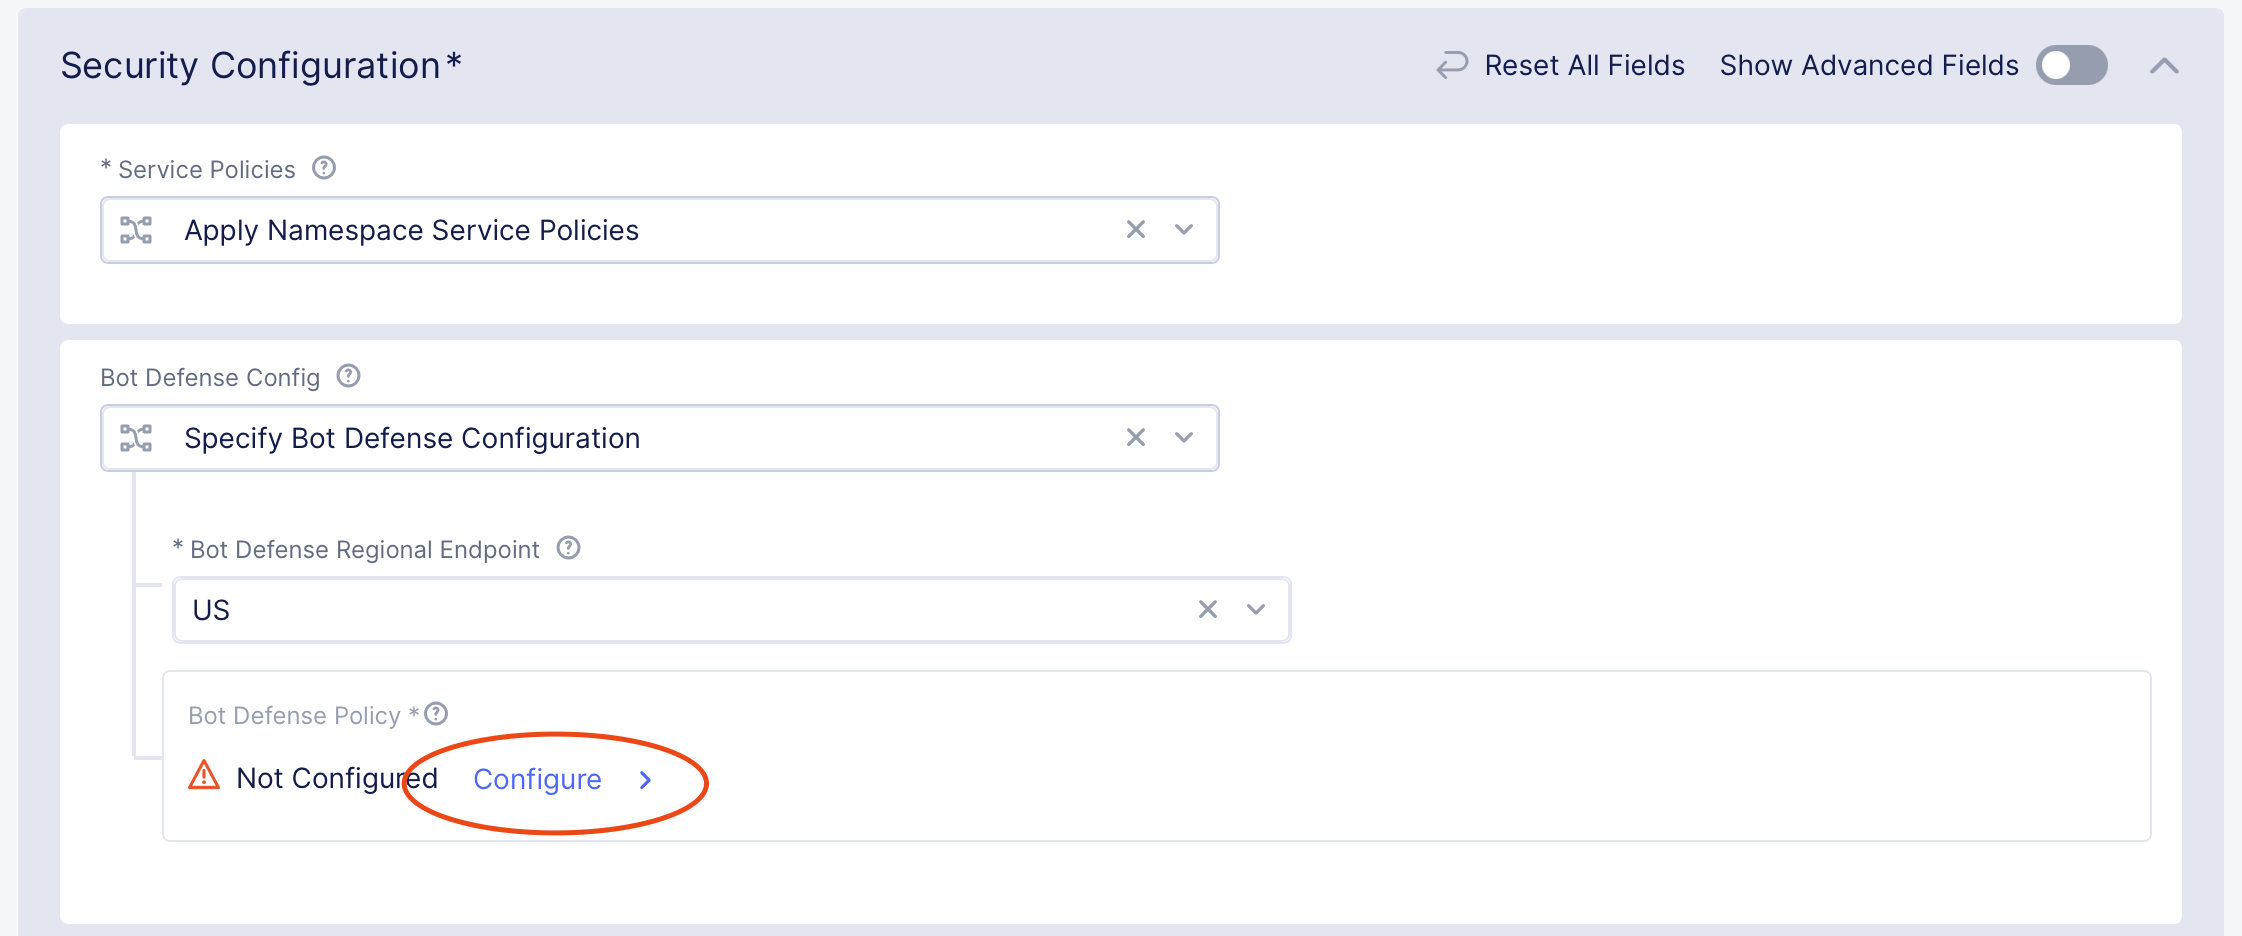 Security Configuration*
Reset All Fields
Show Advanced Fields
* Service Policies
Apply Namespace Service Policies
Bot Defense Config
Specify Bot Defense Configuration
* Bot Defense Regional Endpoint
US
Bot Defense Policy *
Not Configured Configure